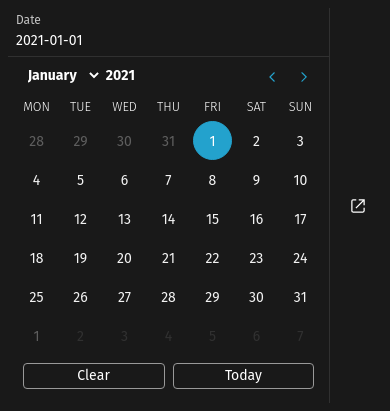 Date
2021-01-01
January 2021
MON TUE WED THU FRI SAT SUN
28 29 30 31 1 2 3
4 5 6 7 8 9 10
11 12 13 14 15 16 17
18 19 20 21 22 23 24
25 26 27 28 29 30 31
1 2 3 4 5 6 7
Clear Today